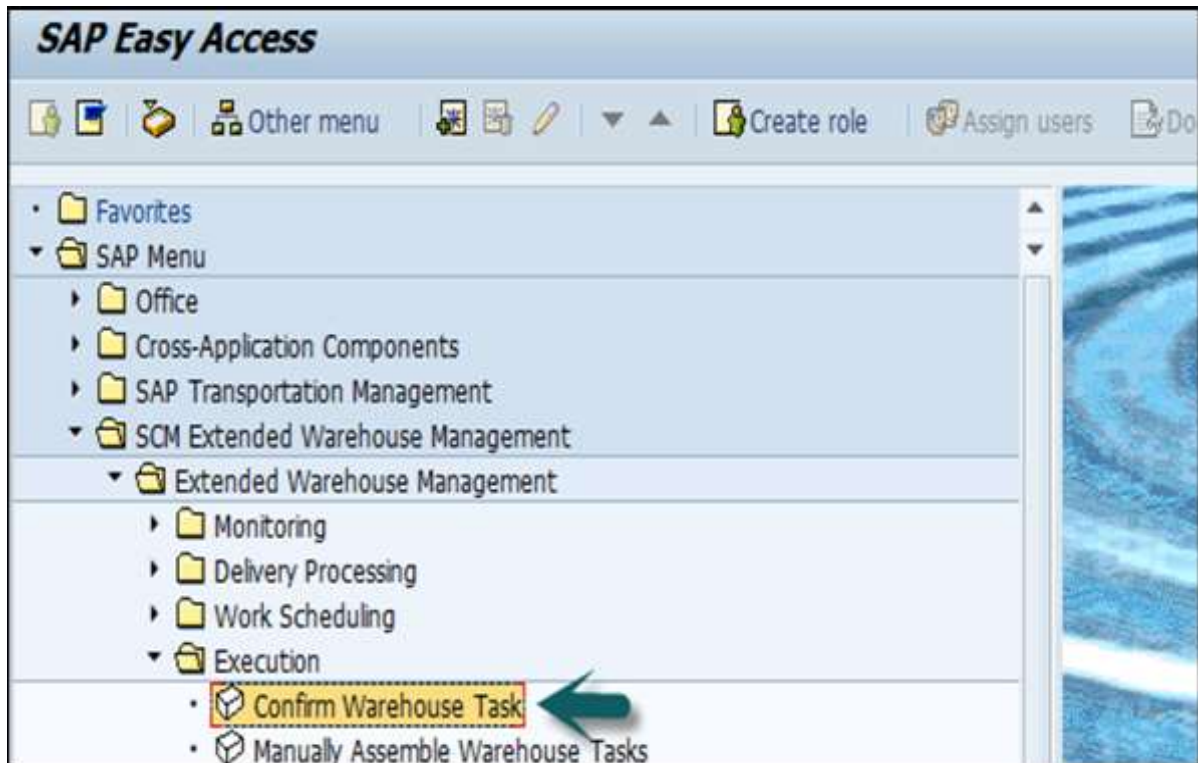 SAP Easy Access
Other menu Create role Assign users Do
Favorites
SAP Menu
Office
Cross-Application Components
SAP Transportation Management
SCM Extended Warehouse Management
Extended Warehouse Management
Monitoring
Delivery Processing
Work Scheduling
Execution
Confirm Warehouse Task
Manually Assemble Warehouse Tasks